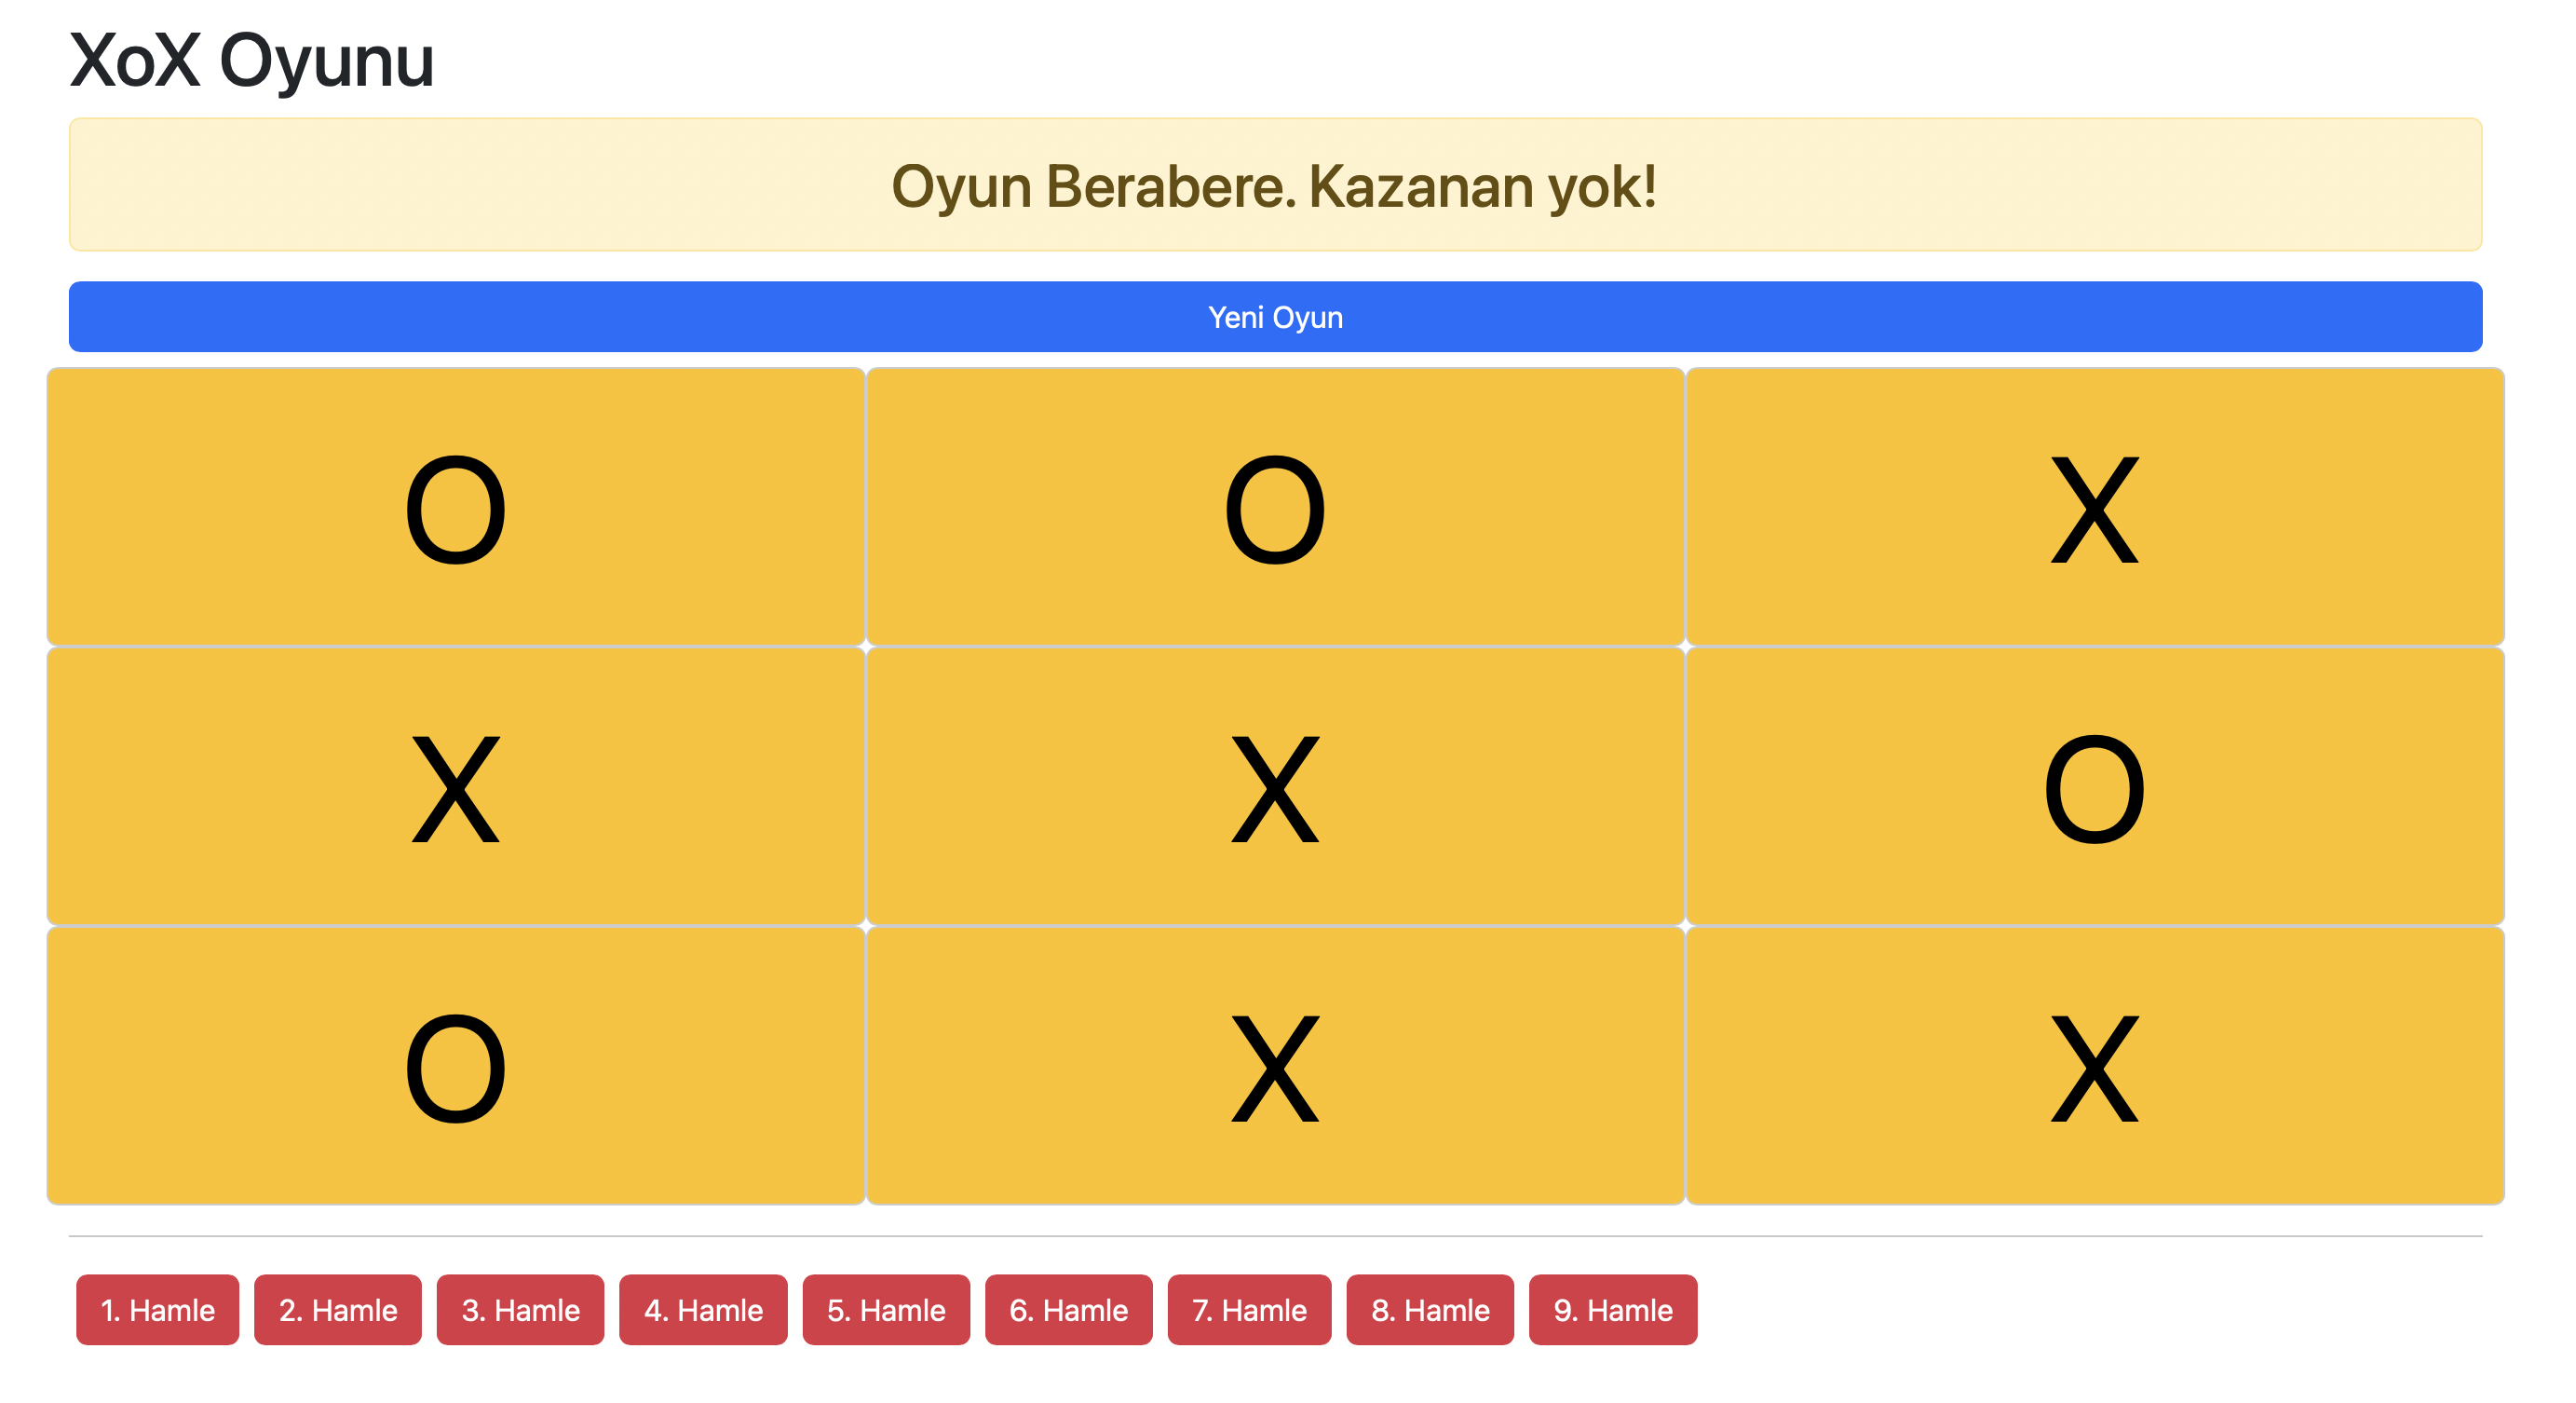 XoX Oyunu
Oyun Berabere. Kazanan yok!
Yeni Oyun
O O X
X X O
O X X
1. Hamle 2. Hamle 3. Hamle 4. Hamle 5. Hamle 6. Hamle 7. Hamle 8. Hamle 9. Hamle